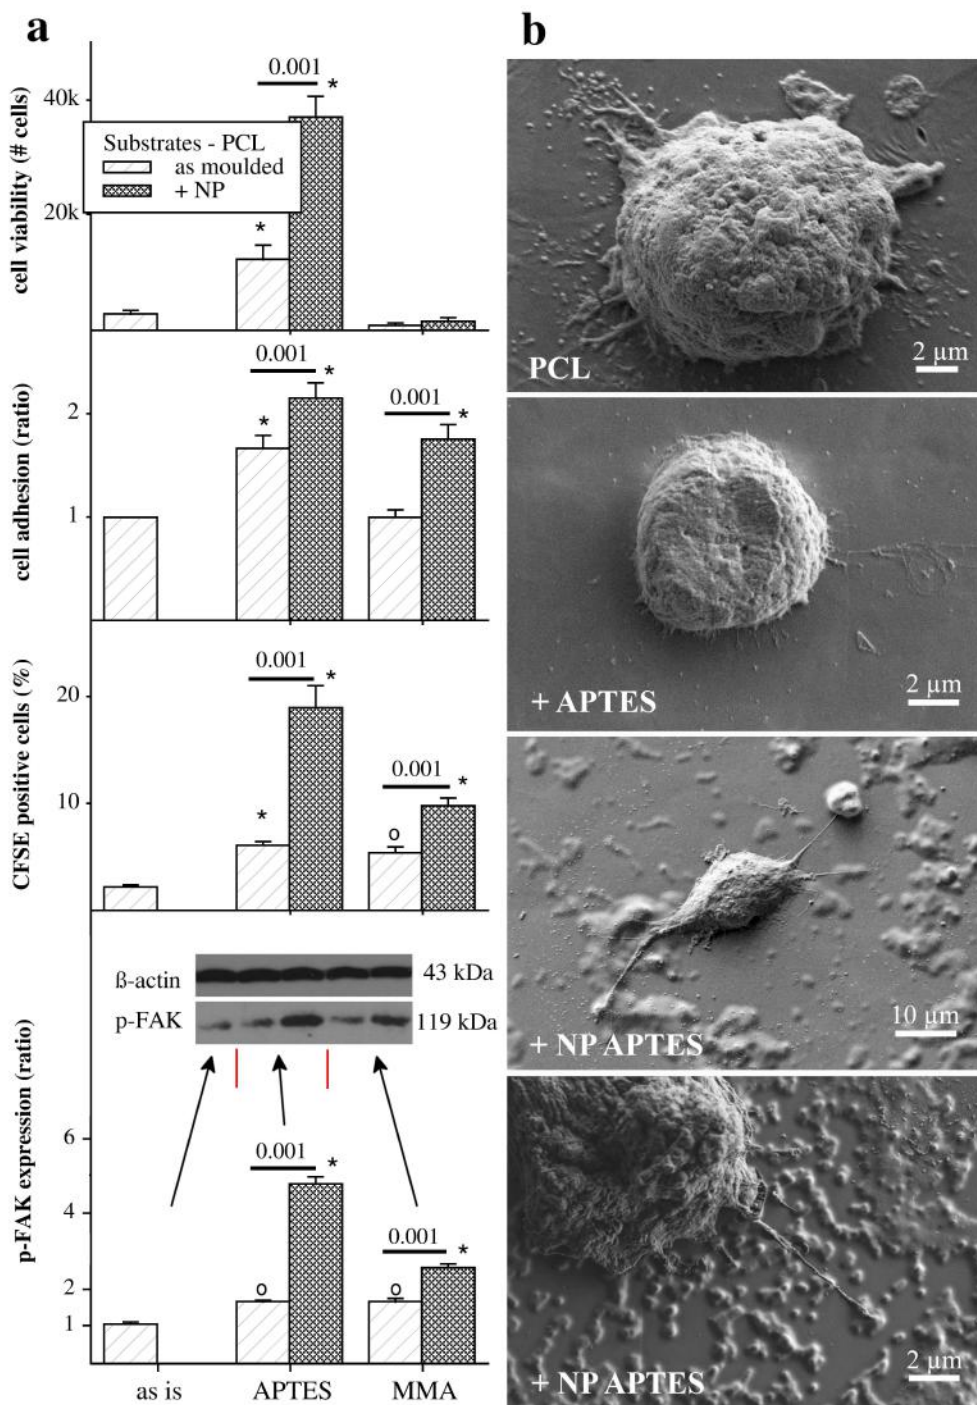 a
cell viability (# cells)
40k
20k
0.001
*
Substrates - PCL
as moulded
+ NP
*
cell adhesion (ratio)
2
1
0.001
*
*
0.001
*
CFSE positive cells (%)
20
10
0.001
*
*
0.001
*
o
ß-actin
43 kDa
p-FAK
119 kDa
p-FAK expression (ratio)
6
4
2
1
0.001
*
o
0.001
*
o
as is
APTES
MMA
b
PCL
2 µm
+ APTES
2 µm
+ NP APTES
10 µm
+ NP APTES
2 µm